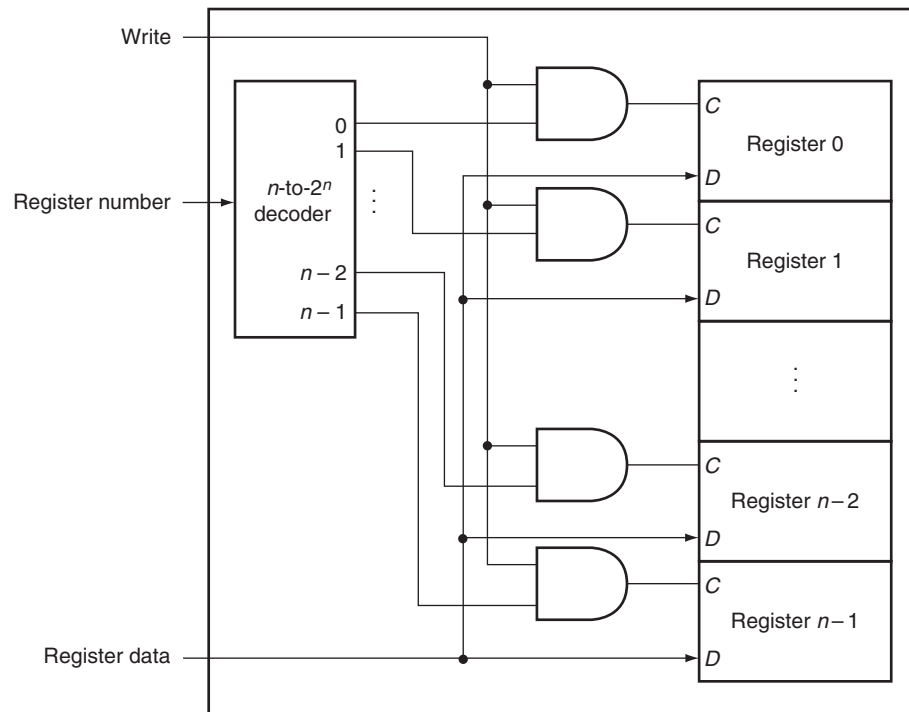 Write
0
1
n-to-2ⁿ
decoder
⋮
n – 2
n – 1
Register number
Register data
C
Register 0
D
C
Register 1
D
⋮
C
Register n – 2
D
C
Register n – 1
D